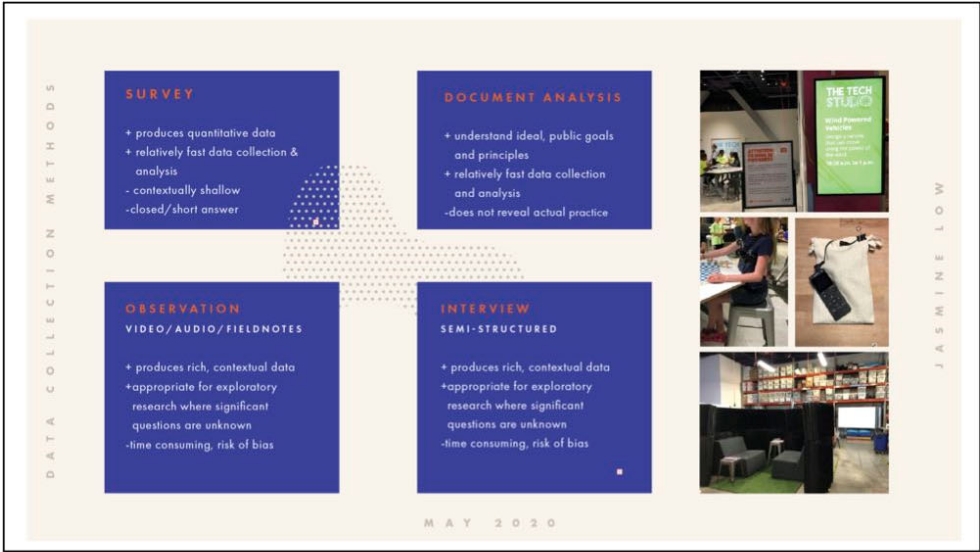 DATA COLLECTION METHODS
SURVEY
+ produces quantitative data
+ relatively fast data collection &
analysis
- contextually shallow
-closed/short answer
DOCUMENT ANALYSIS
+ understand ideal, public goals
and principles
+ relatively fast data collection
and analysis
-does not reveal actual practice
OBSERVATION
VIDEO/AUDIO/FIELDNOTES
+ produces rich, contextual data
+appropriate for exploratory
research where significant
questions are unknown
-time consuming, risk of bias
INTERVIEW
SEMI-STRUCTURED
+ produces rich, contextual data
+appropriate for exploratory
research where significant
questions are unknown
-time consuming, risk of bias
THE TECH
STUDIO
Wind Powered
Vehicles
JASMINE LOW
MAY 2020